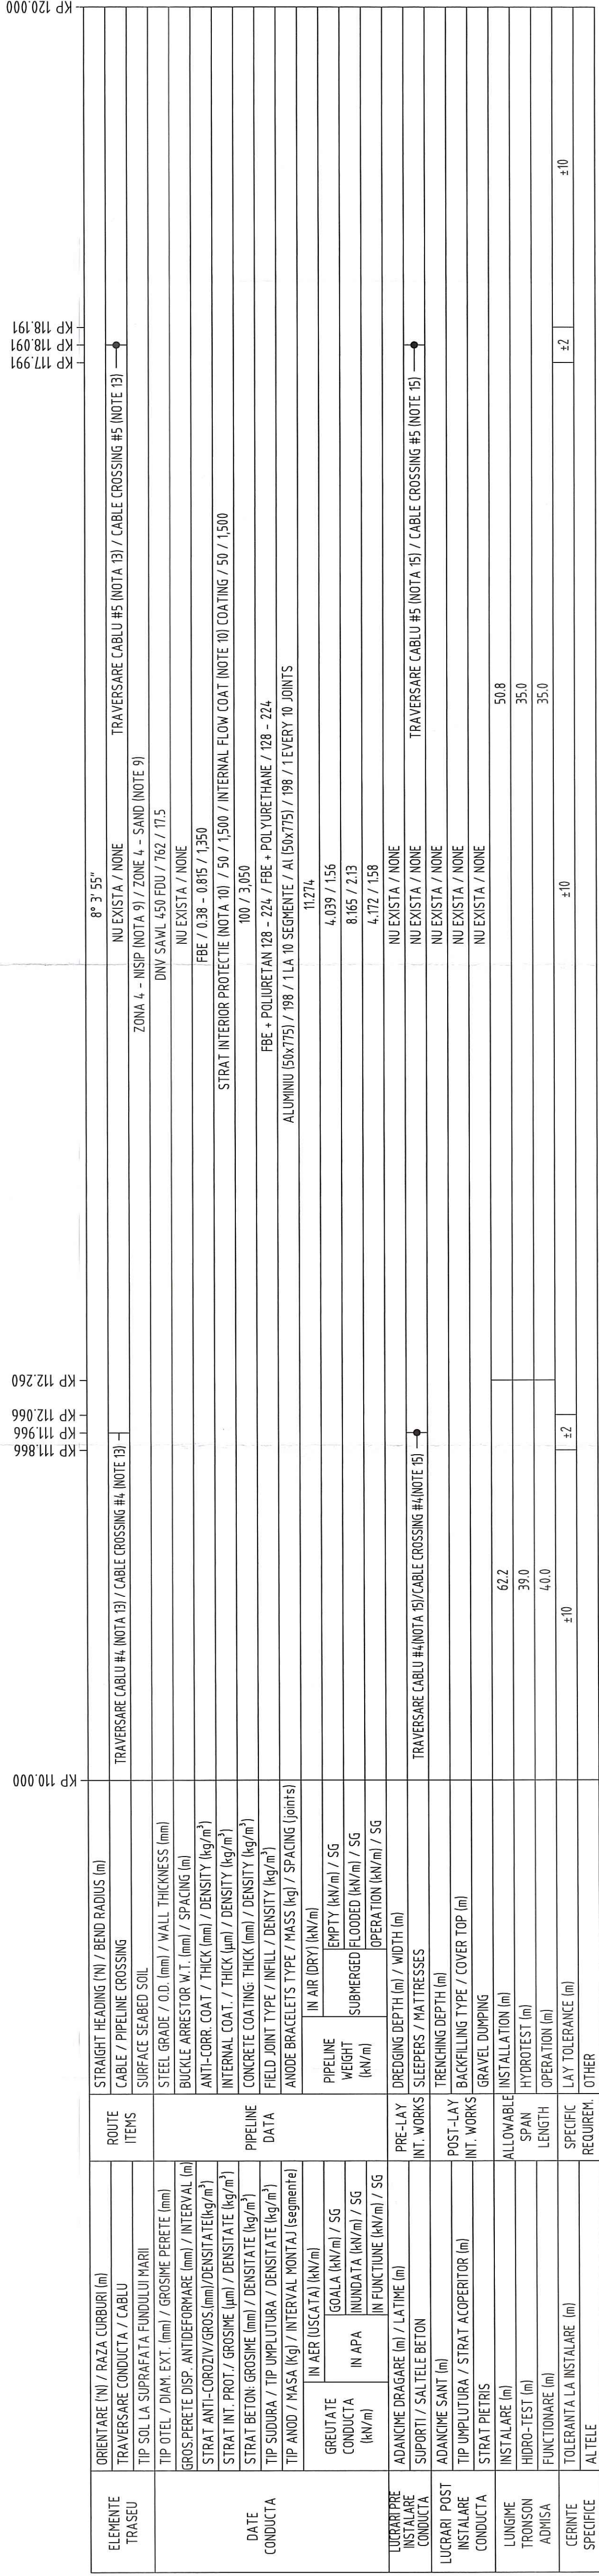 KP 110.000
KP 111.866
KP 111.966
KP 112.066
KP 112.260
KP 117.991
KP 118.091
KP 118.191
KP 120.000
ELEMENTE TRASEU
ORIENTARE ('N) / RAZA CURBURI (m)
ROUTE ITEMS
STRAIGHT HEADING ('N) / BEND RADIUS (m)
8° 3' 55"
TRAVERSARE CONDUCTA / CABLU
CABLE / PIPELINE CROSSING
TRAVERSARE CABLU #4 (NOTA 13) / CABLE CROSSING #4 (NOTE 13)
NU EXISTA / NONE
TRAVERSARE CABLU #5 (NOTA 13) / CABLE CROSSING #5 (NOTE 13)
TIP SOL LA SUPRAFATA FUNDULUI MARII
SURFACE SEABED SOIL
ZONA 4 - NISIP (NOTA 9) / ZONE 4 - SAND (NOTE 9)
DATE CONDUCTA
TIP OTEL / DIAM. EXT. (mm) / GROSIME PERETE (mm)
PIPELINE DATA
STEEL GRADE / O.D. (mm) / WALL THICKNESS (mm)
DNV SAWL 450 FDU / 762 / 17.5
GROS.PERETE DISP. ANTIDEFORMARE (mm) / INTERVAL (m)
BUCKLE ARRESTOR W.T. (mm) / SPACING (m)
NU EXISTA / NONE
STRAT ANTI-COROZIV/GROS.(mm)/DENSITATE(kg/m³)
ANTI-CORR. COAT / THICK (mm) / DENSITY (kg/m³)
FBE / 0.38 - 0.815 / 1,350
STRAT INT. PROT./ GROSIME (µm) / DENSITATE (kg/m³)
INTERNAL COAT. / THICK (µm) / DENSITY (kg/m³)
STRAT INTERIOR PROTECTIE (NOTA 10) / 50 / 1,500 / INTERNAL FLOW COAT (NOTE 10) COATING / 50 / 1,500
STRAT BETON: GROSIME (mm) / DENSITATE (kg/m³)
CONCRETE COATING: THICK (mm) / DENSITY (kg/m³)
100 / 3,050
TIP SUDURA / TIP UMPLUTURA / DENSITATE (kg/m³)
FIELD JOINT TYPE / INFILL / DENSITY (kg/m³)
FBE + POLIURETAN 128 - 224 / FBE + POLYURETHANE / 128 - 224
TIP ANOD / MASA (Kg) / INTERVAL MONTAJ (segmente)
ANODE BRACELETS TYPE / MASS (kg) / SPACING (joints)
ALUMINIU (50x775) / 198 / 1 LA 10 SEGMENTE / Al (50x775) / 198 / 1 EVERY 10 JOINTS
GREUTATE CONDUCTA (kN/m)
IN AER (USCATA) (kN/m)
PIPELINE WEIGHT (kN/m)
IN AIR (DRY) (kN/m)
11.274
IN APA
GOALA (kN/m) / SG
SUBMERGED
EMPTY (kN/m) / SG
4.039 / 1.56
INUNDATA (kN/m) / SG
FLOODED (kN/m) / SG
8.165 / 2.13
IN FUNCTIUNE (kN/m) / SG
OPERATION (kN/m) / SG
4.172 / 1.58
LUCRARI PRE INSTALARE CONDUCTA
ADANCIME DRAGARE (m) / LATIME (m)
PRE-LAY INT. WORKS
DREDGING DEPTH (m) / WIDTH (m)
NU EXISTA / NONE
SUPORTI / SALTELE BETON
SLEEPERS / MATTRESSES
TRAVERSARE CABLU #4(NOTA 15)/CABLE CROSSING #4(NOTE 15)
NU EXISTA / NONE
TRAVERSARE CABLU #5 (NOTA 15) / CABLE CROSSING #5 (NOTE 15)
LUCRARI POST INSTALARE CONDUCTA
ADANCIME SANT (m)
POST-LAY INT. WORKS
TRENCHING DEPTH (m)
NU EXISTA / NONE
TIP UMPLUTURA / STRAT ACOPERITOR (m)
BACKFILLING TYPE / COVER TOP (m)
NU EXISTA / NONE
STRAT PIETRIS
GRAVEL DUMPING
NU EXISTA / NONE
LUNGIME TRONSON ADMISA
INSTALARE (m)
ALLOWABLE SPAN LENGTH
INSTALLATION (m)
62.2
50.8
HIDRO-TEST (m)
HYDROTEST (m)
39.0
35.0
FUNCTIONARE (m)
OPERATION (m)
40.0
35.0
CERINTE SPECIFICE
TOLERANTA LA INSTALARE (m)
SPECIFIC REQUIREM.
LAY TOLERANCE (m)
±10
±2
±10
±2
±10
ALTELE
OTHER